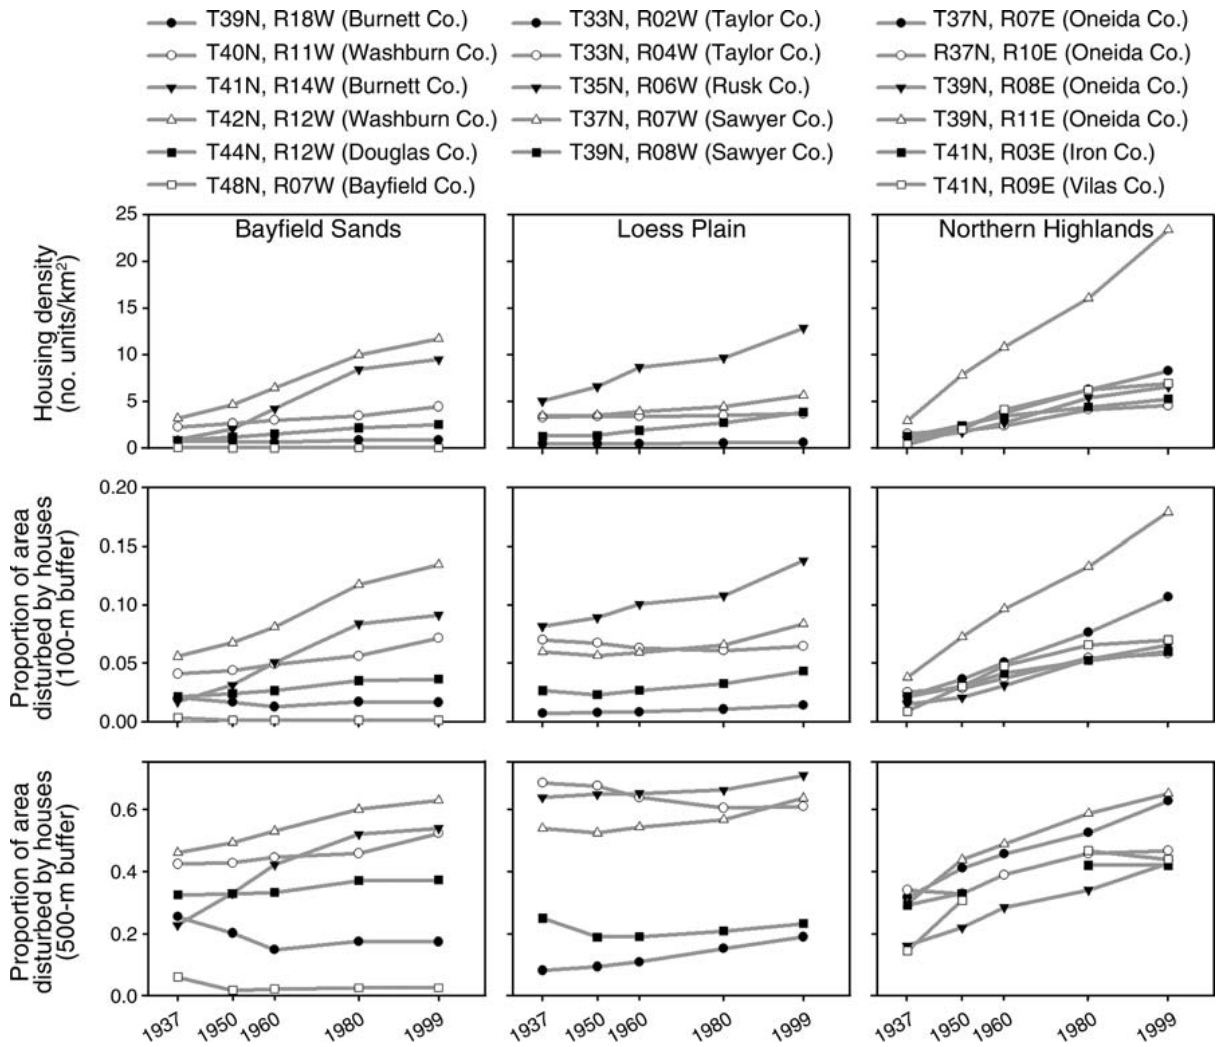 T39N, R18W (Burnett Co.)
T40N, R11W (Washburn Co.)
T41N, R14W (Burnett Co.)
T42N, R12W (Washburn Co.)
T44N, R12W (Douglas Co.)
T48N, R07W (Bayfield Co.)
T33N, R02W (Taylor Co.)
T33N, R04W (Taylor Co.)
T35N, R06W (Rusk Co.)
T37N, R07W (Sawyer Co.)
T39N, R08W (Sawyer Co.)
T37N, R07E (Oneida Co.)
R37N, R10E (Oneida Co.)
T39N, R08E (Oneida Co.)
T39N, R11E (Oneida Co.)
T41N, R03E (Iron Co.)
T41N, R09E (Vilas Co.)
Housing density
(no. units/km²)
25
20
15
10
5
0
Bayfield Sands
Loess Plain
Northern Highlands
Proportion of area
disturbed by houses
(100-m buffer)
0.20
0.15
0.10
0.05
0.00
Proportion of area
disturbed by houses
(500-m buffer)
0.6
0.4
0.2
0.0
1937
1950
1960
1980
1999
1937
1950
1960
1980
1999
1937
1950
1960
1980
1999